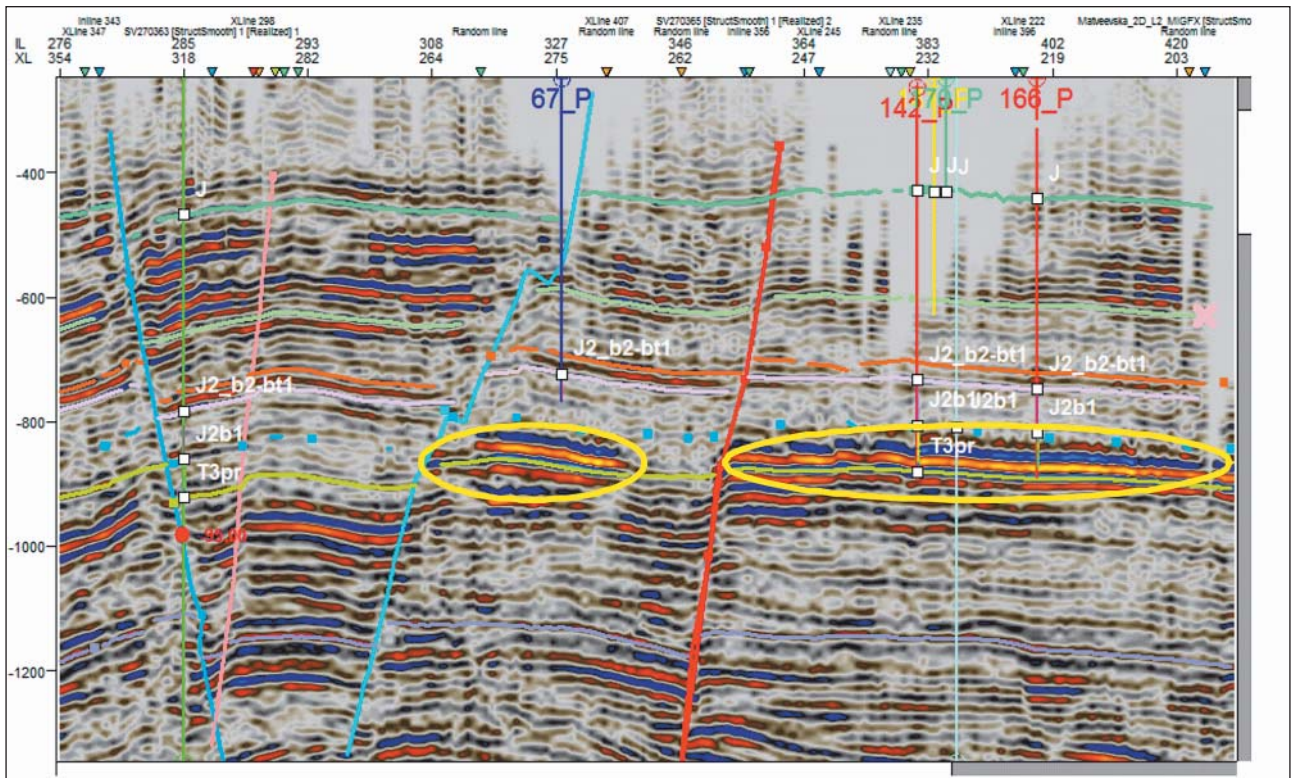 Inline 343 XLine 298 XLine 407 SV270365 [StructSmooth] 1 [Realized] 2 XLine 235 XLine 222 Matveevska_2D_L2_MIGFX [StructSmo
XLine 347 SV270363 [StructSmooth] 1 [Realized] 1 Random line Random line Random line Inline 356 XLine 245 Random line Inline 396 Random line
IL 276 285 293 308 327 346 364 383 402 420
XL 354 318 282 264 275 262 247 232 219 203
67_P 142_P 166_P
-400
J J J J J
-600
J2_b2-bt1 J2_b2-bt1 J2_b2-bt1 J2_b2-bt1
-800
J2b1 J2b1 J2b1 J2b1
T3pr T3pr
-1000
-1200